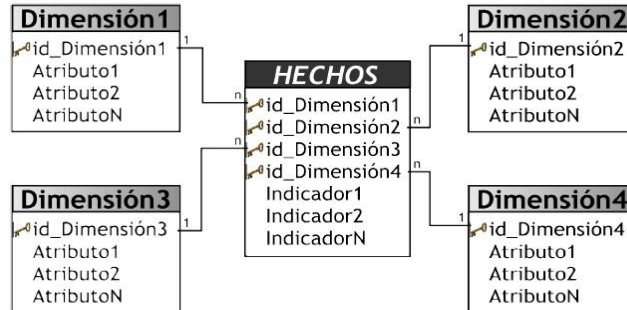 Dimensión1
id_Dimensión1
Atributo1
Atributo2
AtributoN
1
Dimensión2
id_Dimensión2
Atributo1
Atributo2
AtributoN
1
HECHOS
id_Dimensión1
id_Dimensión2
id_Dimensión3
id_Dimensión4
Indicador1
Indicador2
IndicadorN
n
n
n
n
Dimensión3
id_Dimensión3
Atributo1
Atributo2
AtributoN
1
Dimensión4
id_Dimensión4
Atributo1
Atributo2
AtributoN
1